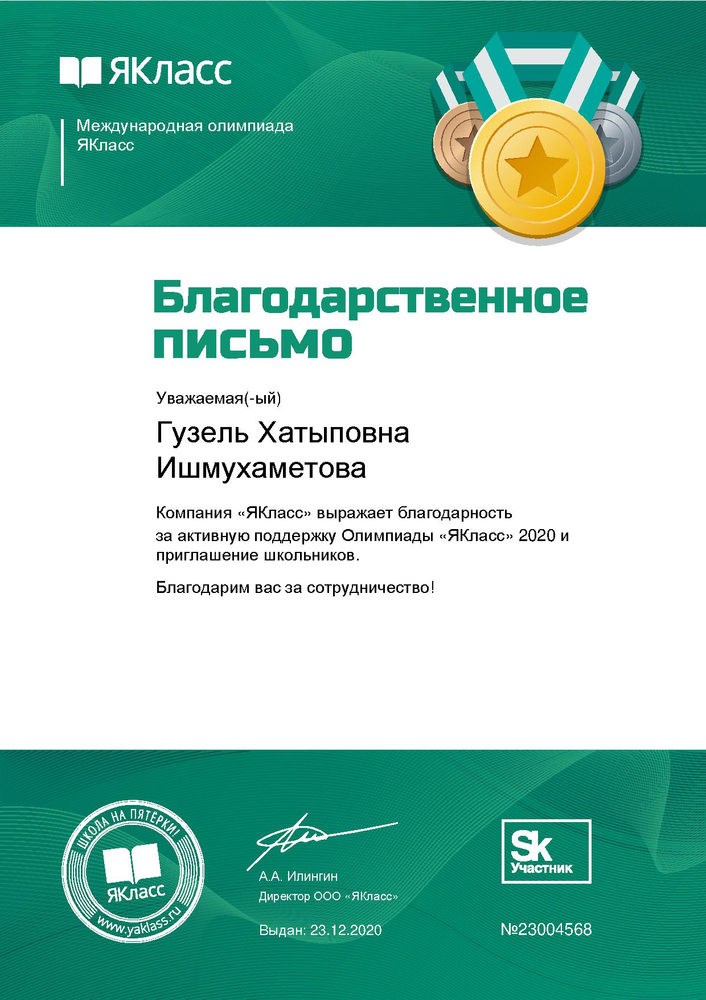 ЯКласс
Международная олимпиада
ЯКласс
Благодарственное
письмо
Уважаемая(-ый)
Гузель Хатыповна
Ишмухаметова
Компания «ЯКласс» выражает благодарность
за активную поддержку Олимпиады «ЯКласс» 2020 и
приглашение школьников.
Благодарим вас за сотрудничество!
ШКОЛА НА ПЯТЁРКИ!
ЯКласс
www.yaklass.ru
А.А. Илингин
Директор ООО «ЯКласс»
Выдан: 23.12.2020
Sk
Участник
№23004568